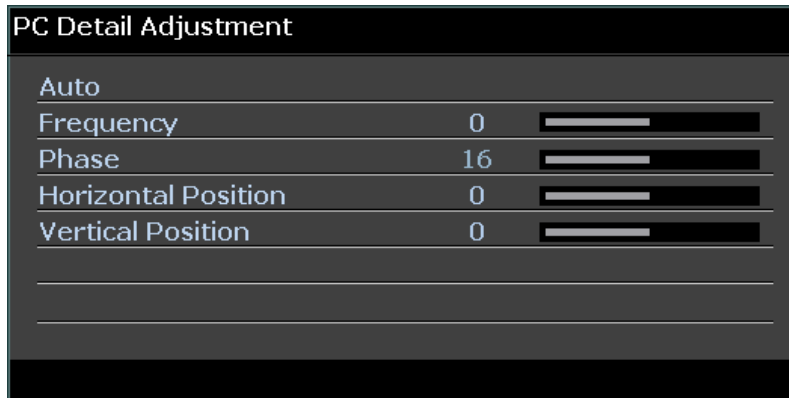 PC Detail Adjustment
Auto
Frequency 0
Phase 16
Horizontal Position 0
Vertical Position 0